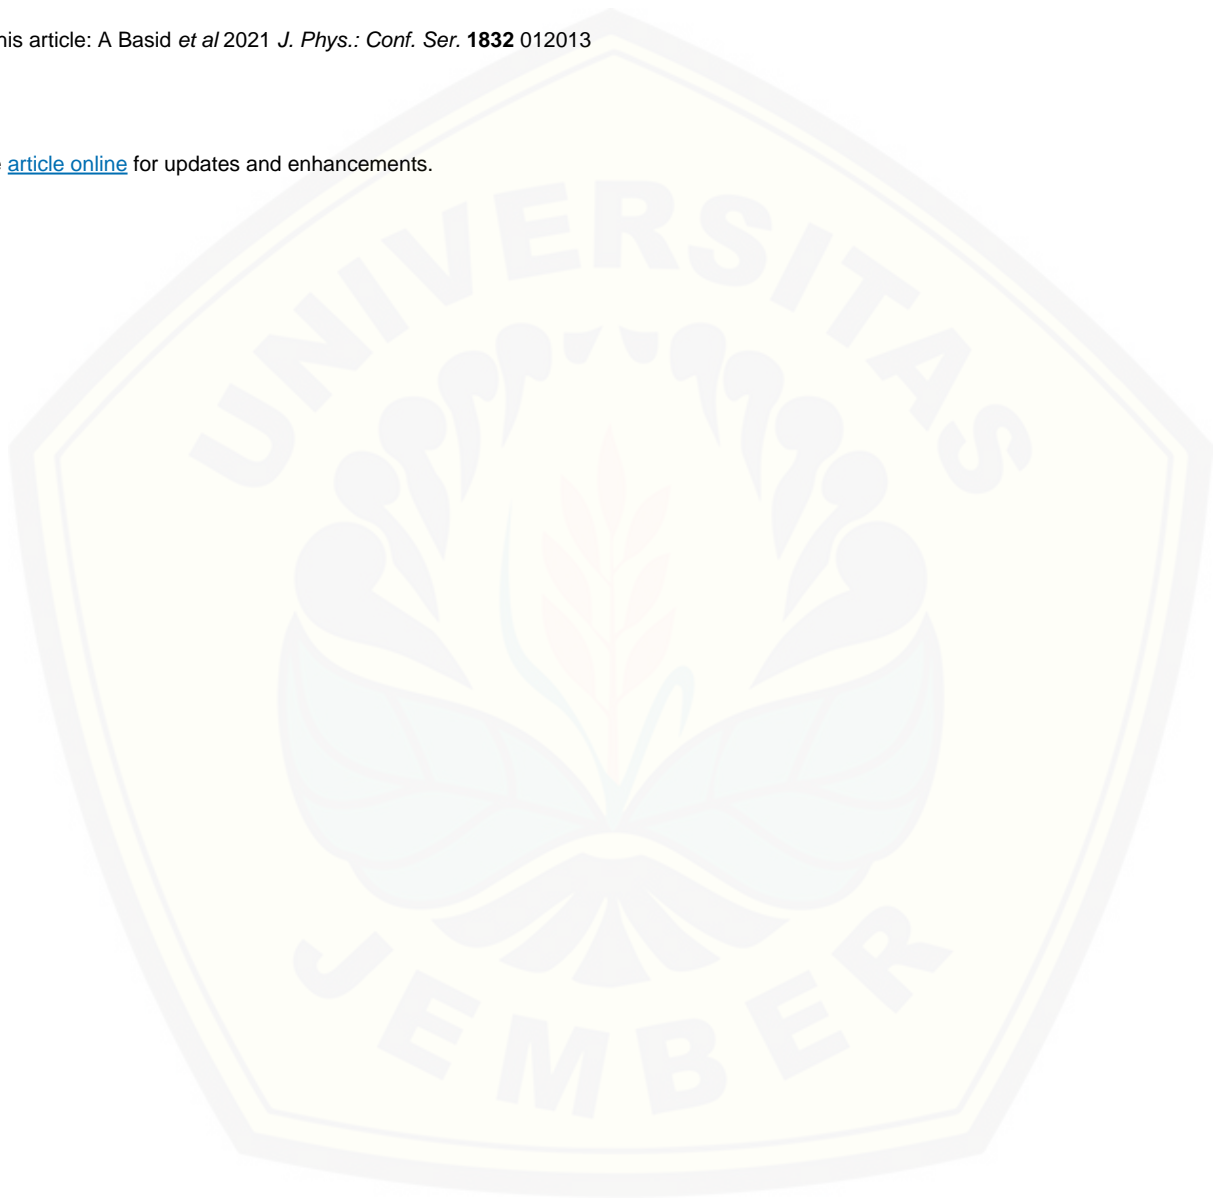 his article: A Basid et al 2021 J. Phys.: Conf. Ser. 1832 012013
article online for updates and enhancements.
UNIVERSITAS
JEMBER